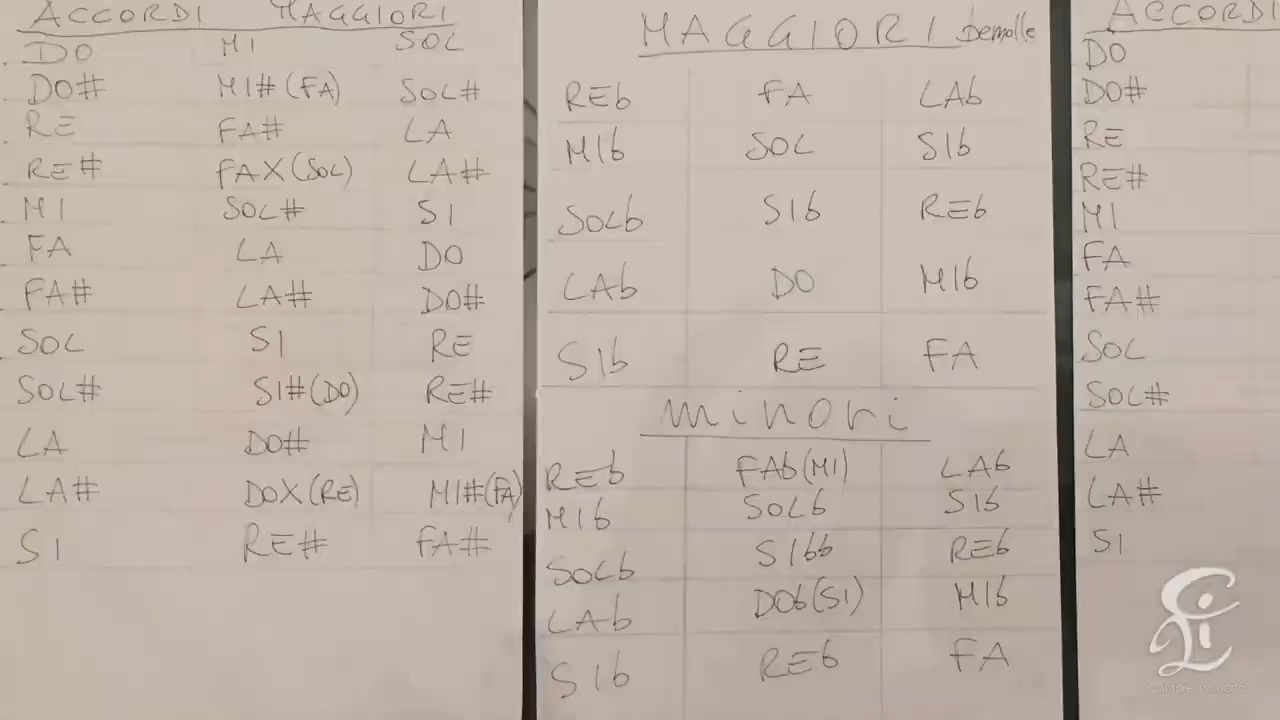 ACCORDI MAGGIORI
DO MI SOL
DO# MI#(FA) SOL#
RE FA# LA
RE# FAX(SOL) LA#
MI SOL# SI
FA LA DO
FA# LA# DO#
SOL SI RE
SOL# SI#(DO) RE#
LA DO# MI
LA# DOX(RE) MI#(FA)
SI RE# FA#
MAGGIORI bemolle
REb FA LAb
MIb SOL SIb
SOLb SIb REb
LAb DO MIb
SIb RE FA
minori
REb FAb(MI) LAb
MIb SOLb SIb
SOLb SIbb REb
LAb DOb(SI) MIb
SIb REb FA
ACCORDI
DO
DO#
RE
RE#
MI
FA
FA#
SOL
SOL#
LA
LA#
SI